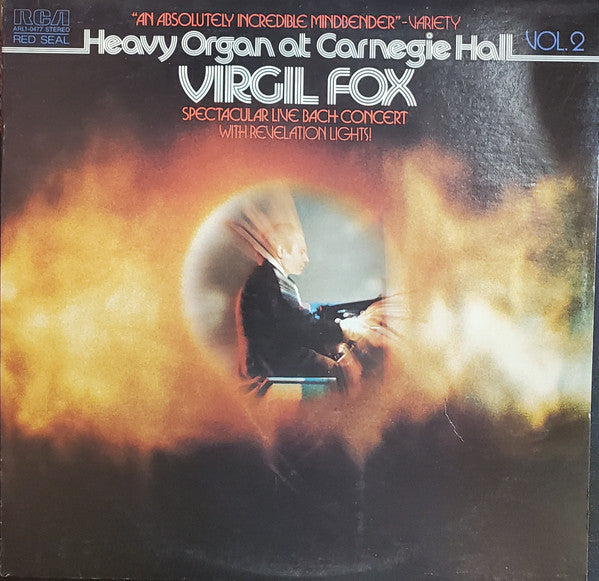 RCA
ARL1-0477 STEREO
RED SEAL
"AN ABSOLUTELY INCREDIBLE MINDBENDER"-VARIETY
Heavy Organ at Carnegie Hall VOL. 2
VIRGIL FOX
SPECTACULAR LIVE BACH CONCERT
WITH REVELATION LIGHTS!